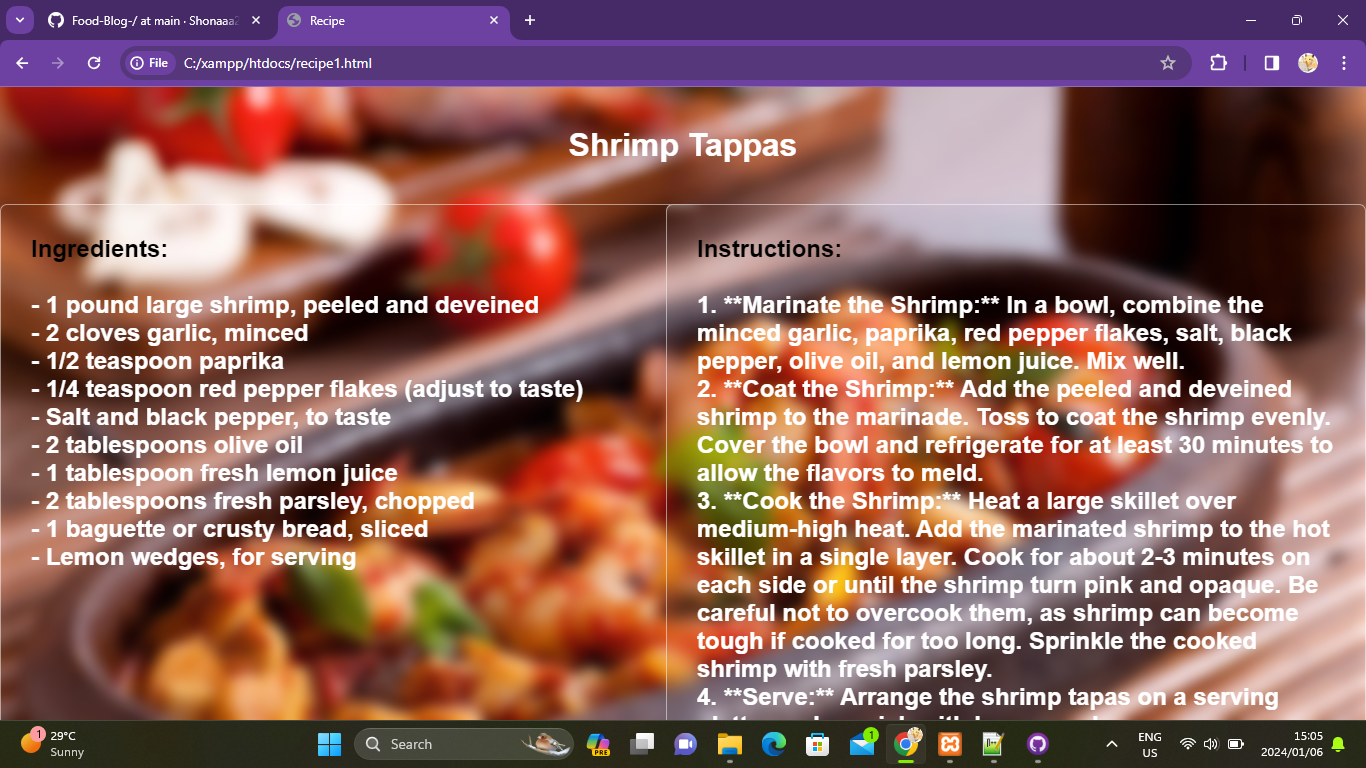 Food-Blog-/ at main · Shonaaa
Recipe
File
C:/xampp/htdocs/recipe1.html
Shrimp Tappas
Ingredients:
- 1 pound large shrimp, peeled and deveined
- 2 cloves garlic, minced
- 1/2 teaspoon paprika
- 1/4 teaspoon red pepper flakes (adjust to taste)
- Salt and black pepper, to taste
- 2 tablespoons olive oil
- 1 tablespoon fresh lemon juice
- 2 tablespoons fresh parsley, chopped
- 1 baguette or crusty bread, sliced
- Lemon wedges, for serving
Instructions:
1. **Marinate the Shrimp:** In a bowl, combine the
minced garlic, paprika, red pepper flakes, salt, black
pepper, olive oil, and lemon juice. Mix well.
2. **Coat the Shrimp:** Add the peeled and deveined
shrimp to the marinade. Toss to coat the shrimp evenly.
Cover the bowl and refrigerate for at least 30 minutes to
allow the flavors to meld.
3. **Cook the Shrimp:** Heat a large skillet over
medium-high heat. Add the marinated shrimp to the hot
skillet in a single layer. Cook for about 2-3 minutes on
each side or until the shrimp turn pink and opaque. Be
careful not to overcook them, as shrimp can become
tough if cooked for too long. Sprinkle the cooked
shrimp with fresh parsley.
4. **Serve:** Arrange the shrimp tapas on a serving
1
29°C
Sunny
Search
PRE
1
ENG
US
15:05
2024/01/06